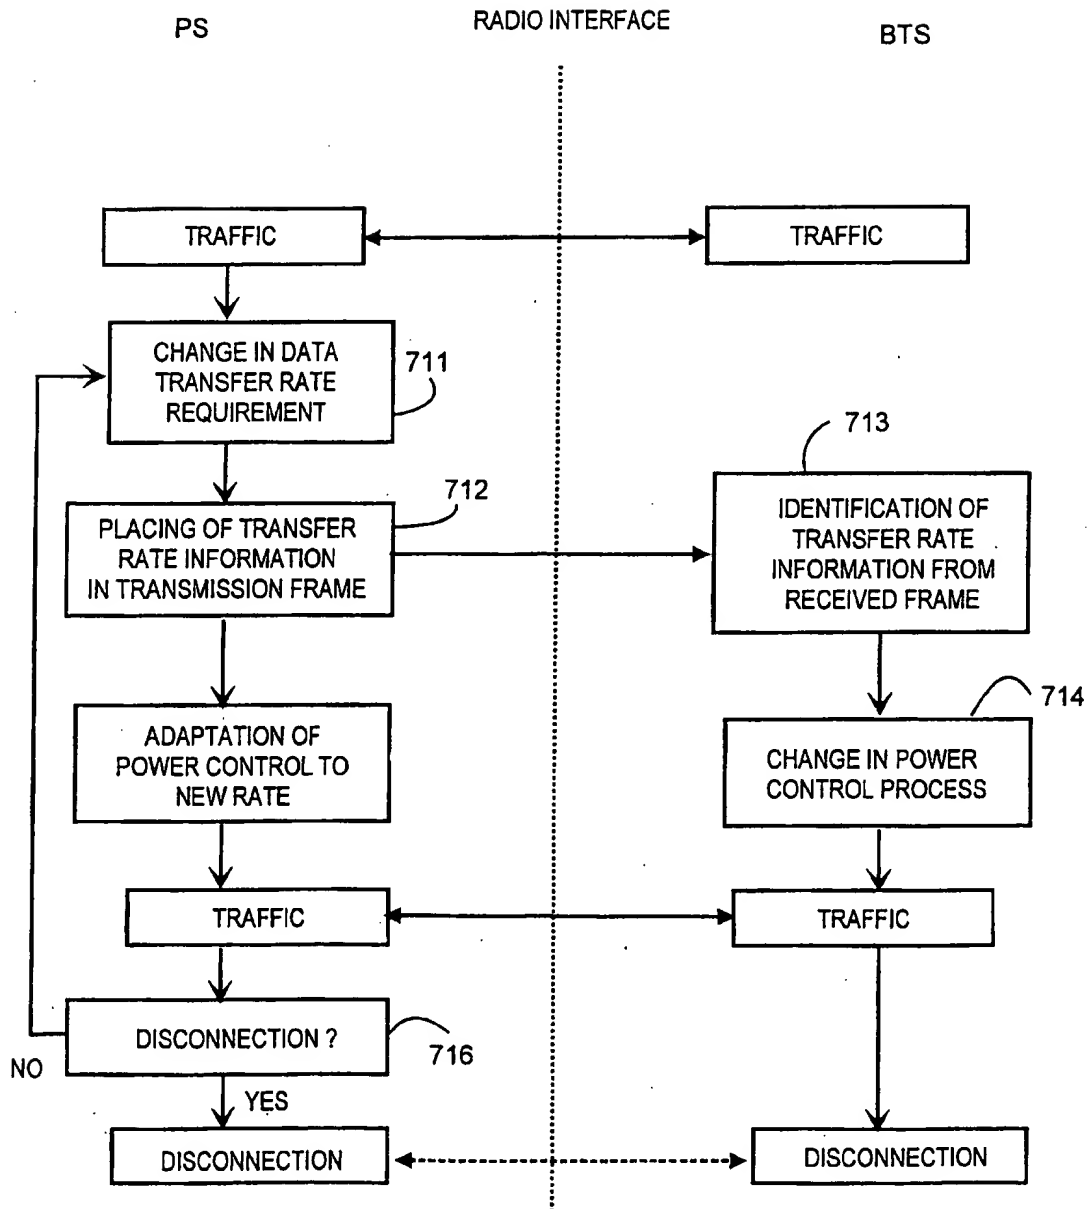 PS
RADIO INTERFACE
BTS
TRAFFIC
TRAFFIC
CHANGE IN DATA
TRANSFER RATE
REQUIREMENT
711
713
712
PLACING OF TRANSFER
RATE INFORMATION
IN TRANSMISSION FRAME
IDENTIFICATION OF
TRANSFER RATE
INFORMATION FROM
RECEIVED FRAME
714
ADAPTATION OF
POWER CONTROL TO
NEW RATE
CHANGE IN POWER
CONTROL PROCESS
TRAFFIC
TRAFFIC
DISCONNECTION ?
716
NO
YES
DISCONNECTION
DISCONNECTION